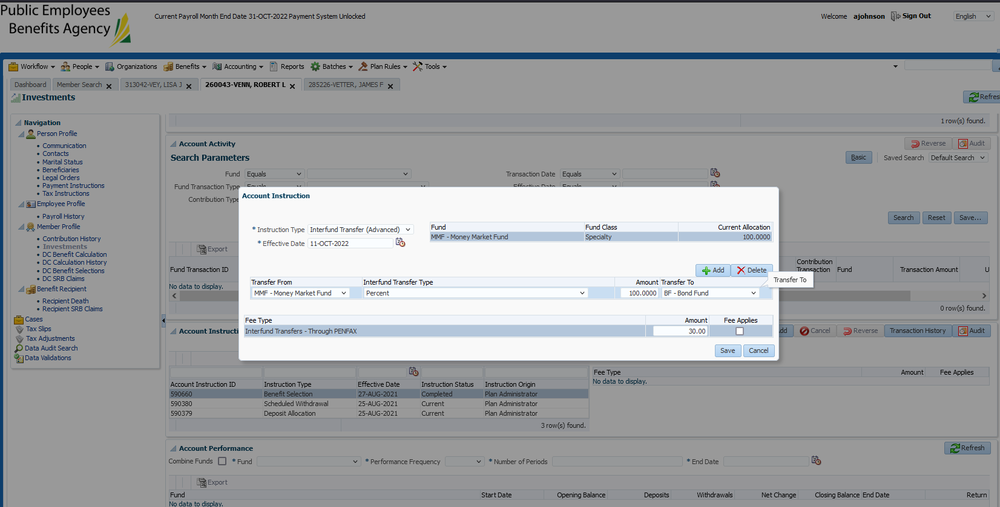 Public Employees
Benefits Agency
Current Payroll Month End Date 31-OCT-2022 Payment System Unlocked
Welcome ajohnson Sign Out English
Workflow People Organizations Benefits Accounting Reports Batches Plan Rules Tools
Dashboard Member Search 313042-VEY, LISA J 260043-VENN, ROBERT L 285226-VETTER, JAMES F
Investments
Refres
Navigation
Person Profile
Communication
Contacts
Marital Status
Beneficiaries
Legal Orders
Payment Instructions
Tax Instructions
Employee Profile
Payroll History
Member Profile
Contribution History
Investments
DC Benefit Calculation
DC Calculation History
DC Benefit Selections
DC SRB Claims
Benefit Recipient
Recipient Death
Recipient SRB Claims
Cases
Tax Slips
Tax Adjustments
Data Audit Search
Data Validations
1 row(s) found.
Account Activity
Reverse Audit
Search Parameters
Basic Saved Search Default Search
Fund Equals Transaction Date Equals
Fund Transaction Type Equals Effective Date Equals
Contribution Type
Search Reset Save...
Export
Fund Transaction ID Contribution Transaction Fund Transaction Amount U
No data to display.
0 row(s) found.
Account Instruction
* Instruction Type Interfund Transfer (Advanced)
* Effective Date 11-OCT-2022
Fund Fund Class Current Allocation
MMF - Money Market Fund Specialty 100.0000
Add Delete
Transfer To
Transfer From Interfund Transfer Type Amount Transfer To
MMF - Money Market Fund Percent 100.0000 BF - Bond Fund
Fee Type Amount Fee Applies
Interfund Transfers - Through PENFAX 30.00
Save Cancel
Account Instructi
dd Cancel Reverse Transaction History Audit
Account Instruction ID Instruction Type Effective Date Instruction Status Instruction Origin
590660 Benefit Selection 27-AUG-2021 Completed Plan Administrator
590380 Scheduled Withdrawal 25-AUG-2021 Current Plan Administrator
590379 Deposit Allocation 25-AUG-2021 Current Plan Administrator
3 row(s) found.
Fee Type Amount Fee Applies
No data to display.
Account Performance
Refresh
Combine Funds * Fund * Performance Frequency * Number of Periods * End Date
Export
Fund Start Date Opening Balance Deposits Withdrawals Net Change Closing Balance End Date Return
No data to display.